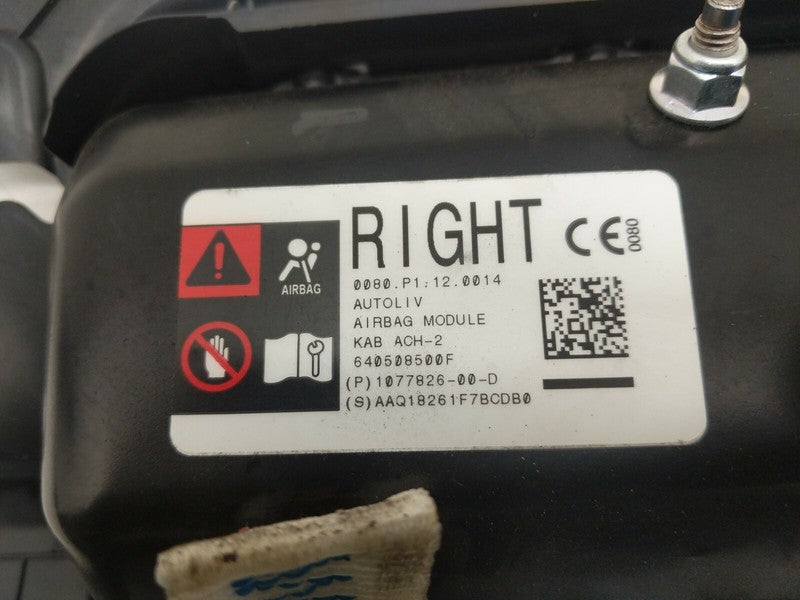 RIGHT
CE 0080
AIRBAG
0080.P1.12.0014
AUTOLIV
AIRBAG MODULE
KAB ACH-2
640508500F
(P)1077826-00-D
(S)AAQ18261F7BCDB0